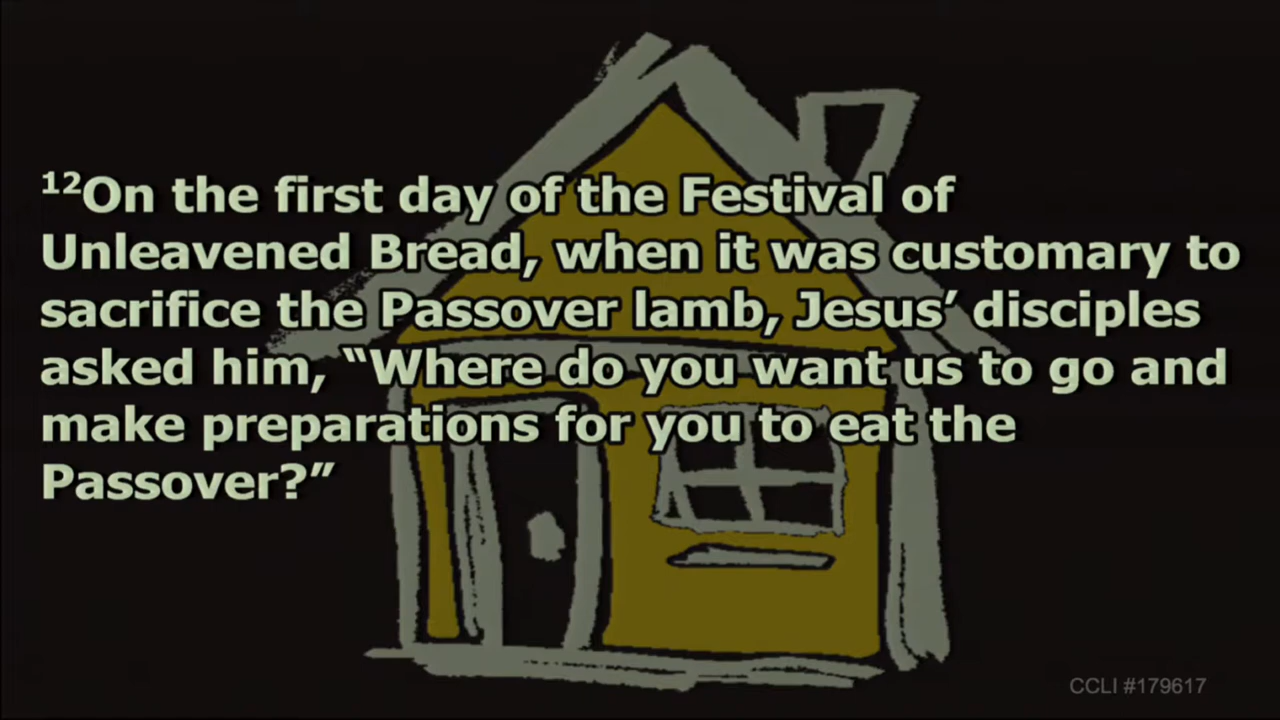 ¹²On the first day of the Festival of
Unleavened Bread, when it was customary to
sacrifice the Passover lamb, Jesus’ disciples
asked him, “Where do you want us to go and
make preparations for you to eat the
Passover?”
CCLI #179617